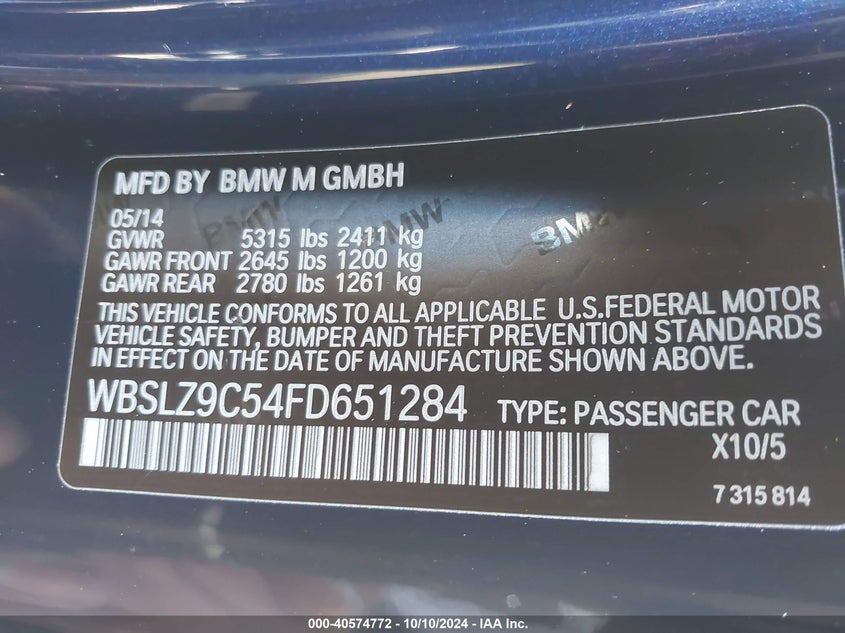 MFD BY BMW M GMBH
05/14
GVWR 5315 lbs 2411 kg
GAWR FRONT 2645 lbs 1200 kg
GAWR REAR 2780 lbs 1261 kg
THIS VEHICLE CONFORMS TO ALL APPLICABLE U.S.FEDERAL MOTOR
VEHICLE SAFETY, BUMPER AND THEFT PREVENTION STANDARDS
IN EFFECT ON THE DATE OF MANUFACTURE SHOWN ABOVE.
WBSLZ9C54FD651284 TYPE: PASSENGER CAR
X10/5
7 315 814
BMW BMW BMW
000-40574772 - 10/10/2024 - IAA Inc.